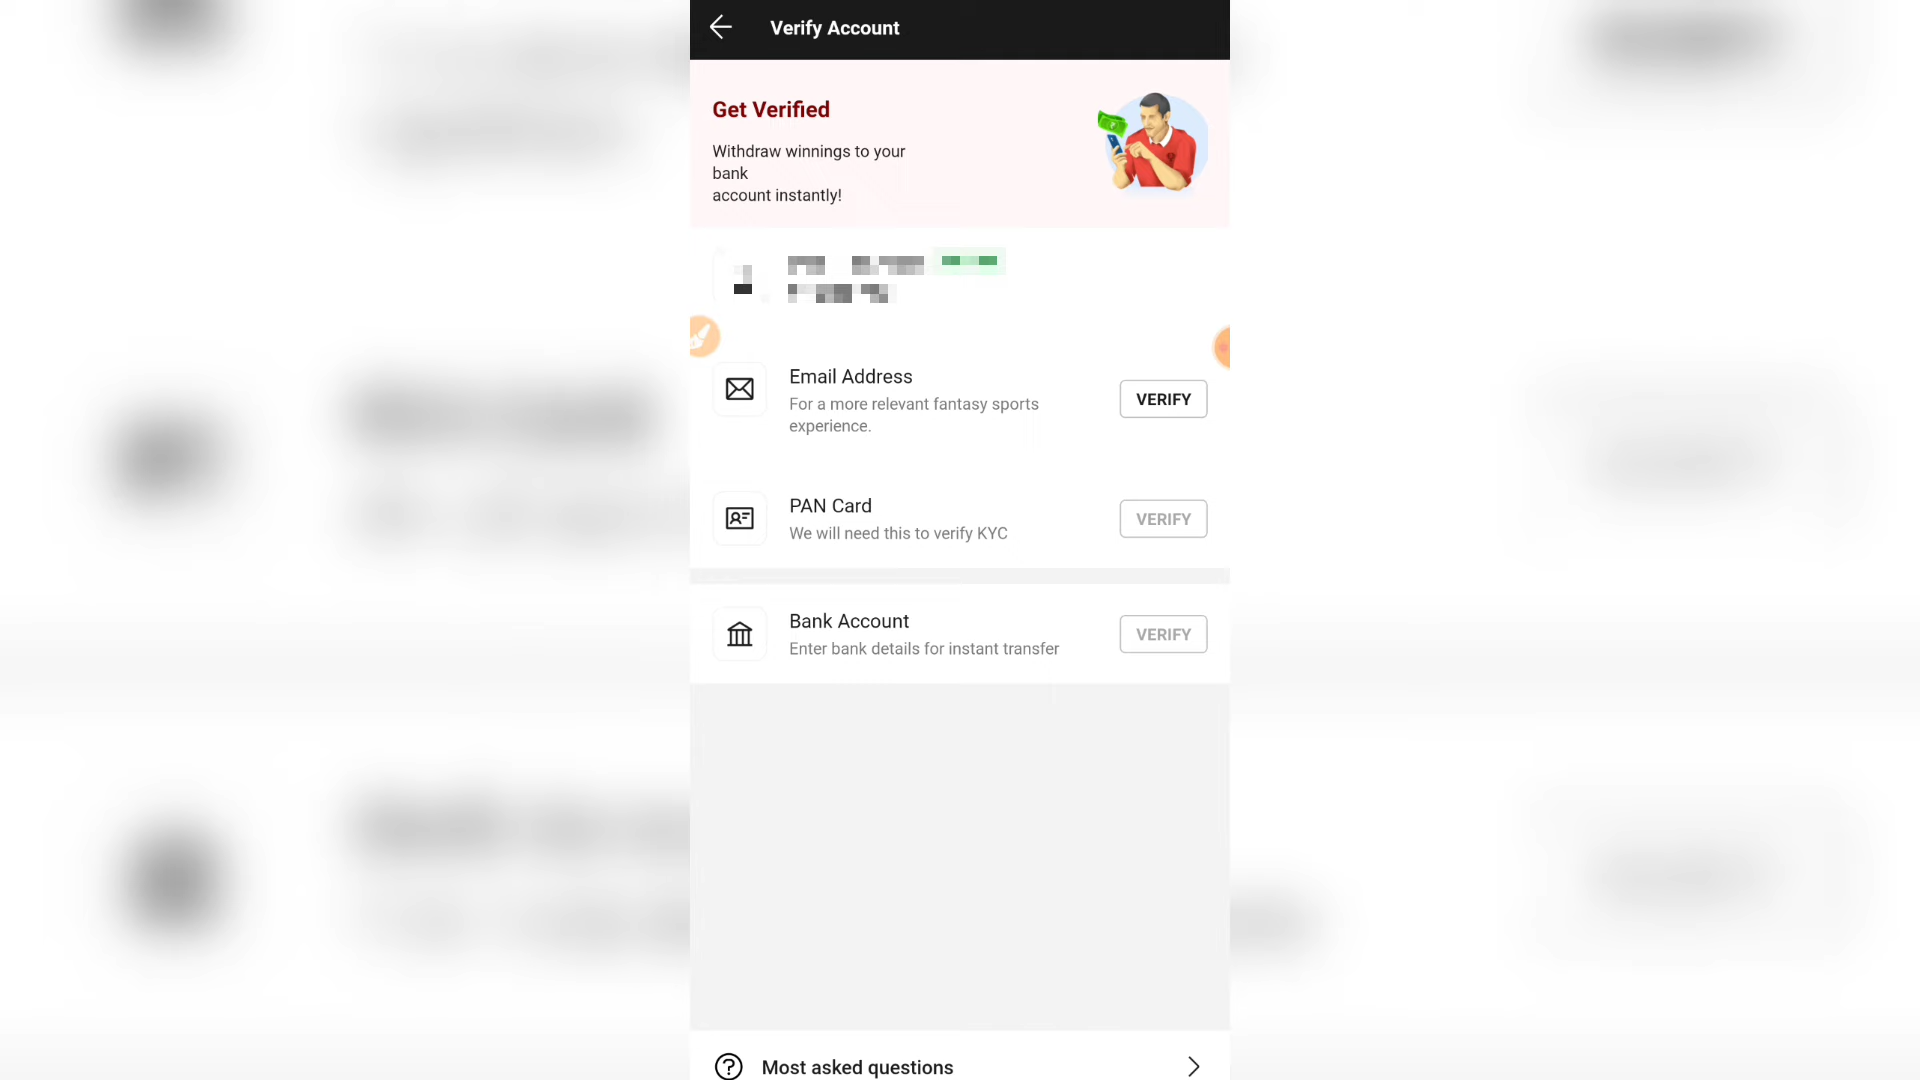 Verify Account
Get Verified
Withdraw winnings to your
bank
account instantly!
Email Address
For a more relevant fantasy sports
experience.
VERIFY
PAN Card
We will need this to verify KYC
VERIFY
Bank Account
Enter bank details for instant transfer
VERIFY
Most asked questions